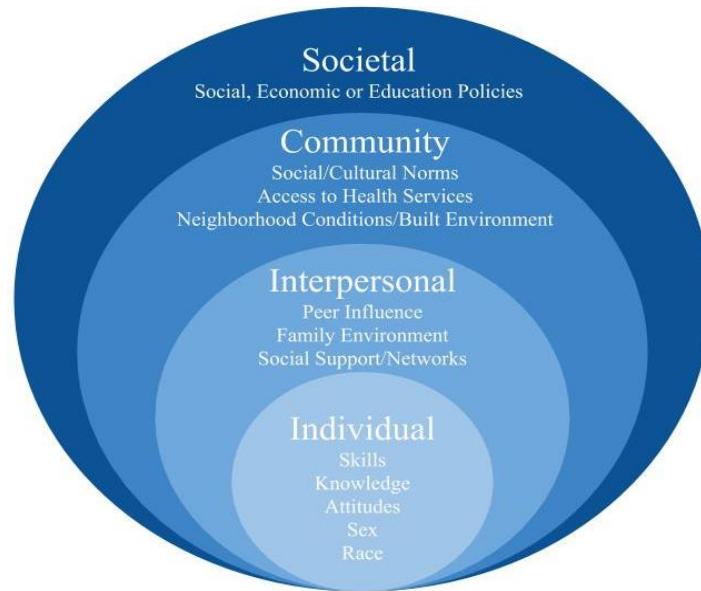 Societal
Social, Economic or Education Policies
Community
Social/Cultural Norms
Access to Health Services
Neighborhood Conditions/Built Environment
Interpersonal
Peer Influence
Family Environment
Social Support/Networks
Individual
Skills
Knowledge
Attitudes
Sex
Race